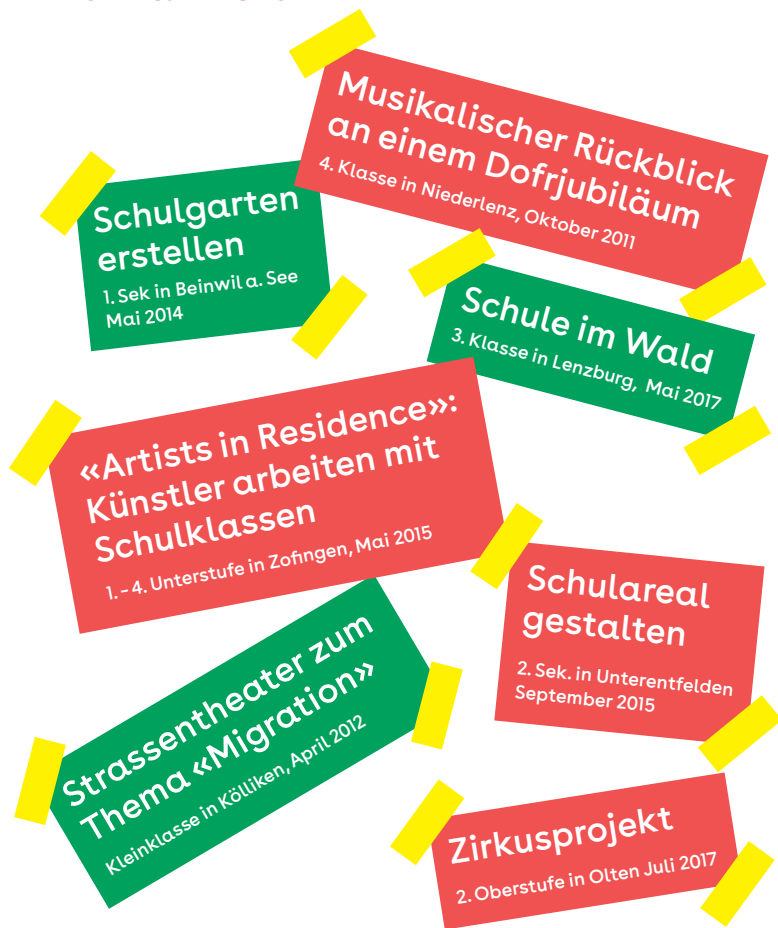 Musikalischer Rückblick
an einem Dofrjubiläum
4. Klasse in Niederlenz, Oktober 2011
Schulgarten
erstellen
1. Sek in Beinwil a. See
Mai 2014
Schule im Wald
3. Klasse in Lenzburg, Mai 2017
«Artists in Residence»:
Künstler arbeiten mit
Schulklassen
1. - 4. Unterstufe in Zofingen, Mai 2015
Schulareal
gestalten
2. Sek. in Unterentfelden
September 2015
Strassentheater zum
Thema «Migration»
Kleinklasse in Kölliken, April 2012
Zirkusprojekt
2. Oberstufe in Olten Juli 2017